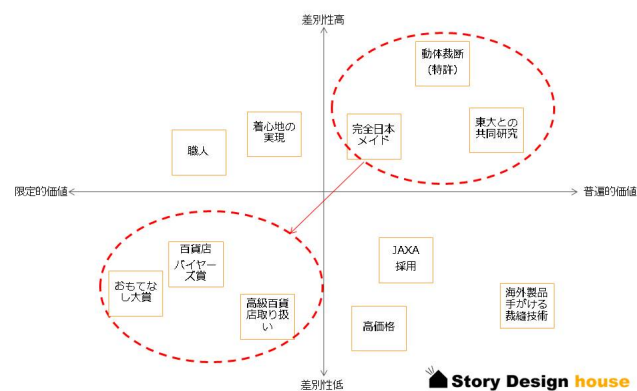 差別性高
動体裁断
(特許)
東大との
共同研究
完全日本
メイド
着心地の
実現
職人
限定的価値
普遍的価値
百貨店
バイヤー
ズ賞
おもてな
し大賞
高級百貨
店取り扱
い
JAXA
採用
高価格
海外製品
手がける
裁縫技術
差別性低
Story Design house